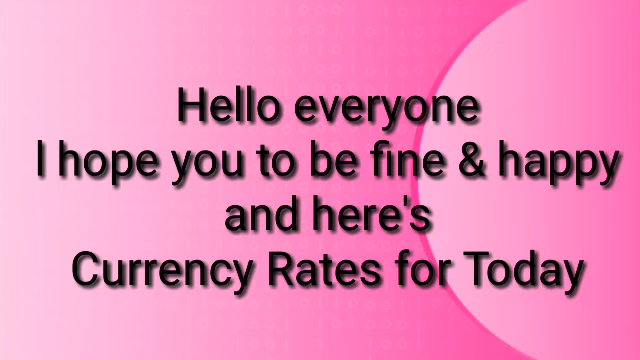 Hello everyone
I hope you to be fine & happy
and here's
Currency Rates for Today